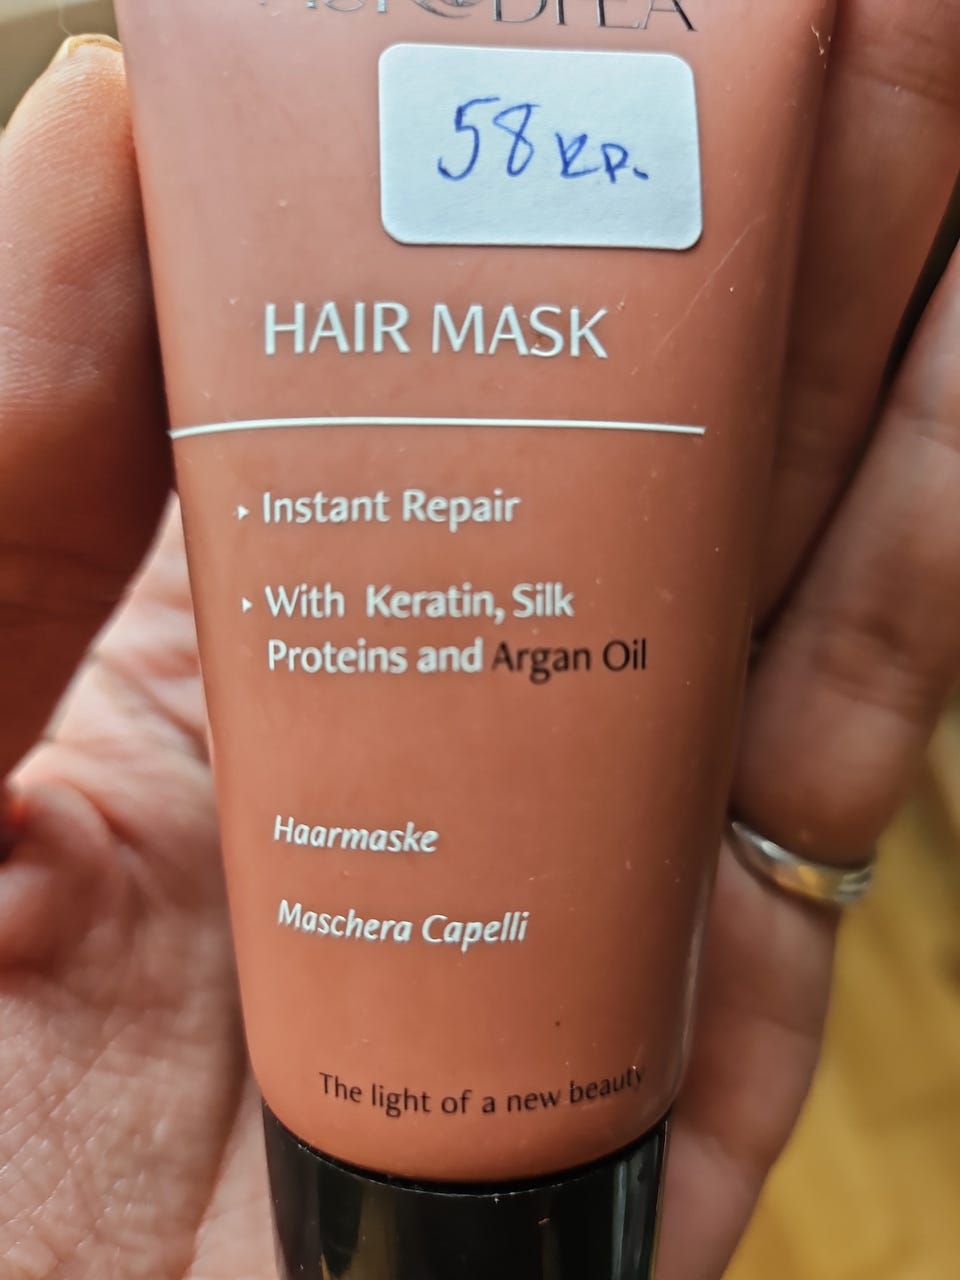 58 кр.
HAIR MASK
Instant Repair
With Keratin, Silk
Proteins and Argan Oil
Haarmaske
Maschera Capelli
The light of a new beauty